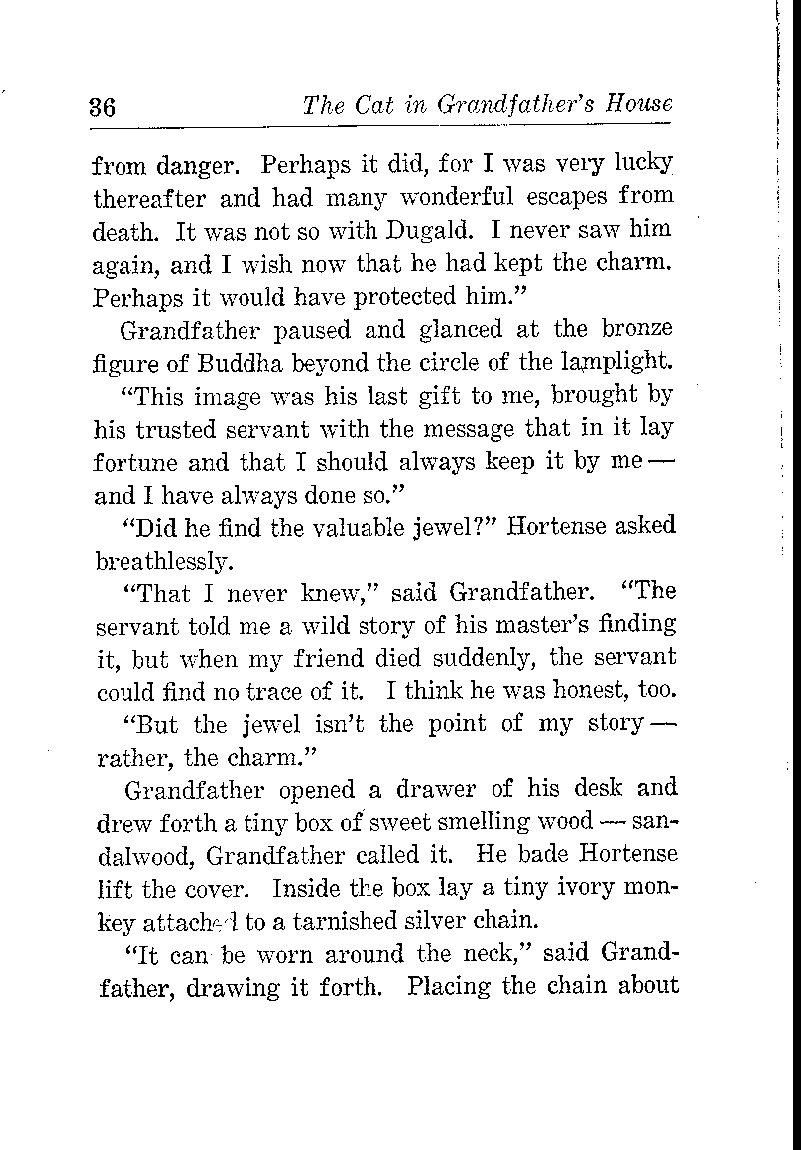 36 The Cat in Grandfather's House
from danger. Perhaps it did, for I was very lucky
thereafter and had many wonderful escapes from
death. It was not so with Dugald. I never saw him
again, and I wish now that he had kept the charm.
Perhaps it would have protected him.”
Grandfather paused and glanced at the bronze
figure of Buddha beyond the circle of the lamplight.
“This image was his last gift to me, brought by
his trusted servant with the message that in it lay
fortune and that I should always keep it by me —
and I have always done so.”
“Did he find the valuable jewel?” Hortense asked
breathlessly.
“That I never knew,” said Grandfather. “The
servant told me a wild story of his master's finding
it, but when my friend died suddenly, the servant
could find no trace of it. I think he was honest, too.
“But the jewel isn't the point of my story —
rather, the charm.”
Grandfather opened a drawer of his desk and
drew forth a tiny box of sweet smelling wood — san-
dalwood, Grandfather called it. He bade Hortense
lift the cover. Inside the box lay a tiny ivory mon-
key attached to a tarnished silver chain.
“It can be worn around the neck,” said Grand-
father, drawing it forth. Placing the chain about